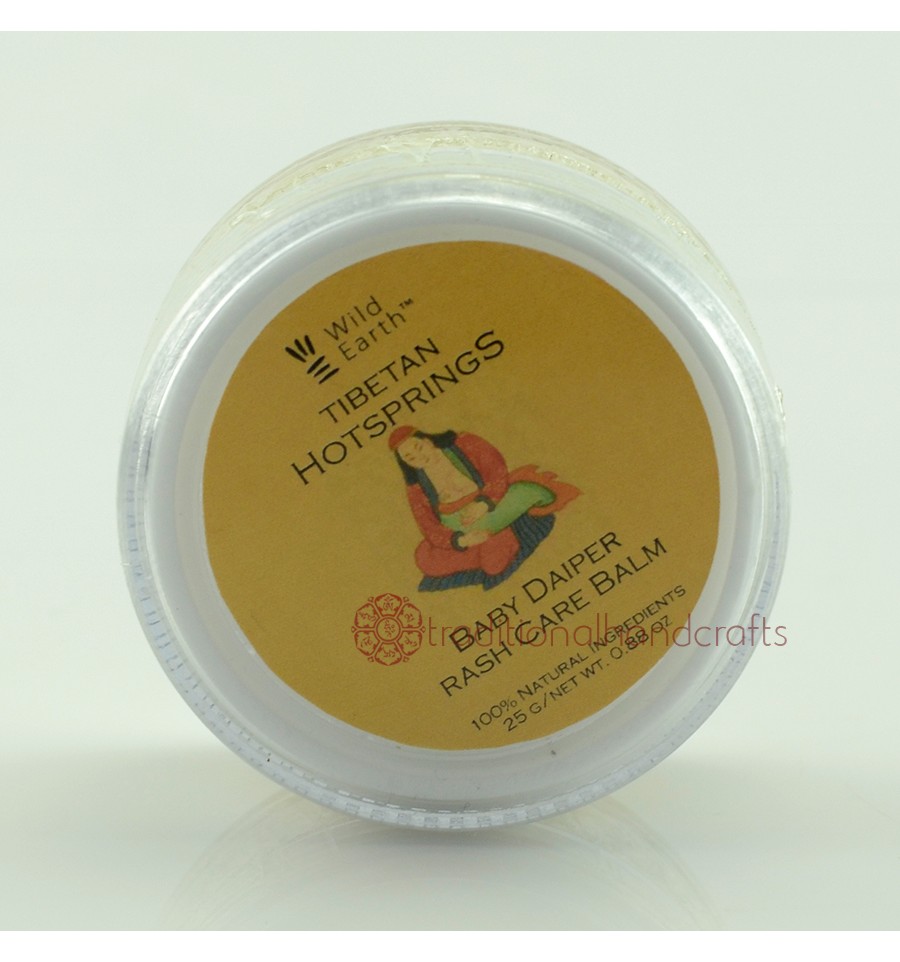 Wild
Earth™
TIBETAN
HOTSPRINGS
BABY DAIPER
RASH CARE BALM
100% NATURAL INGREDIENTS
25 G/NET WT. 0.88 OZ
traditionalhandcrafts